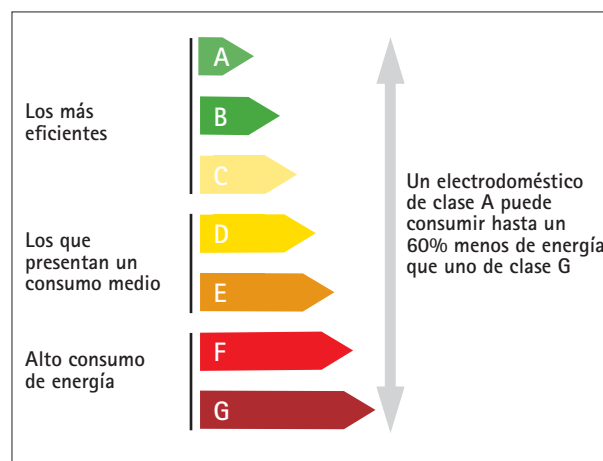 A
B
C
D
E
F
G
Los más
eficientes
Los que
presentan un
consumo medio
Alto consumo
de energía
Un electrodoméstico
de clase A puede
consumir hasta un
60% menos de energía
que uno de clase G